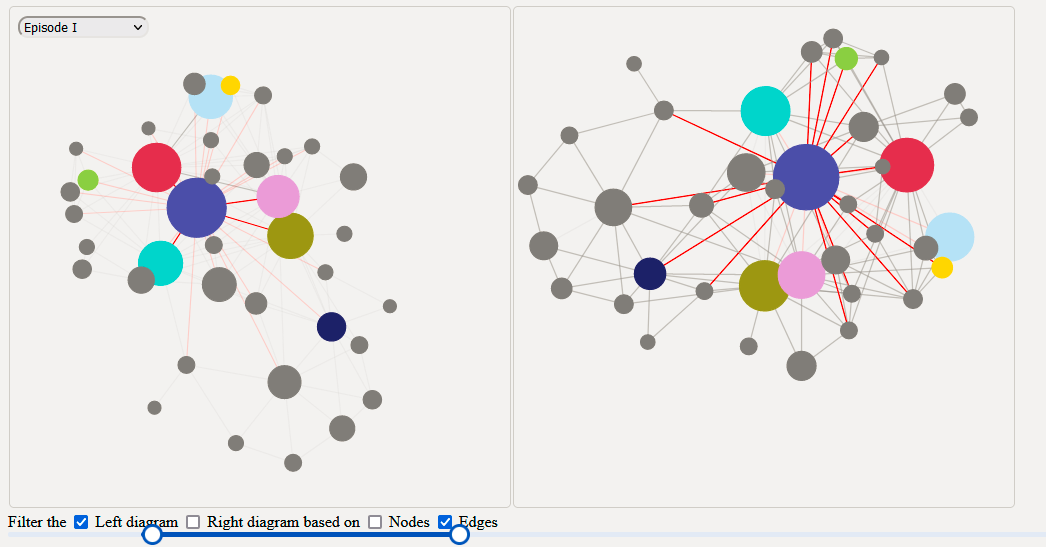 Episode I
Filter the Left diagram Right diagram based on Nodes Edges